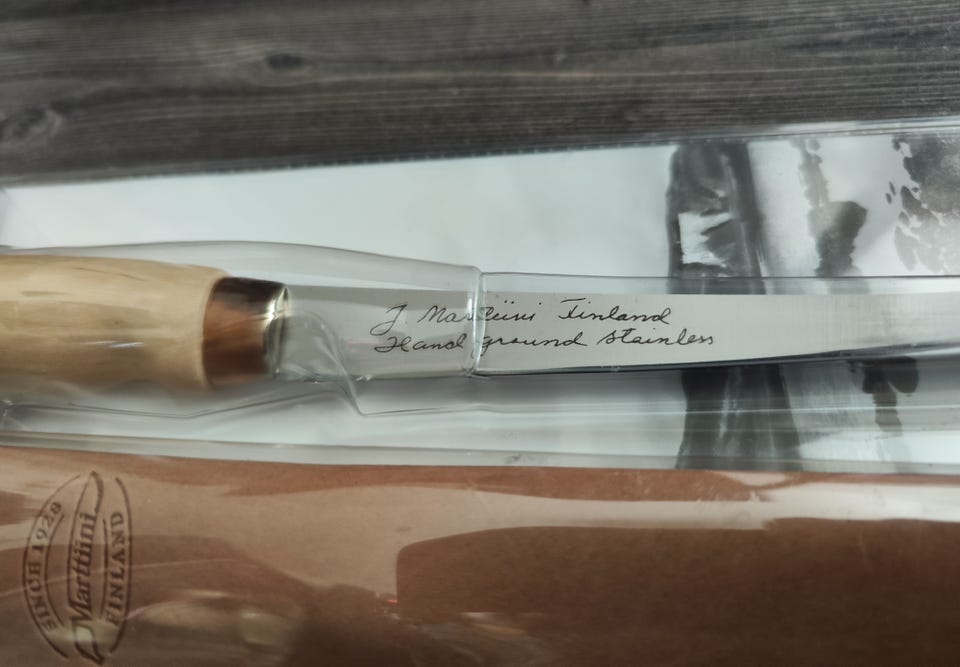 J. Marttiini Finland
Hand ground stainless
SINCE 1928
Marttiini
FINLAND